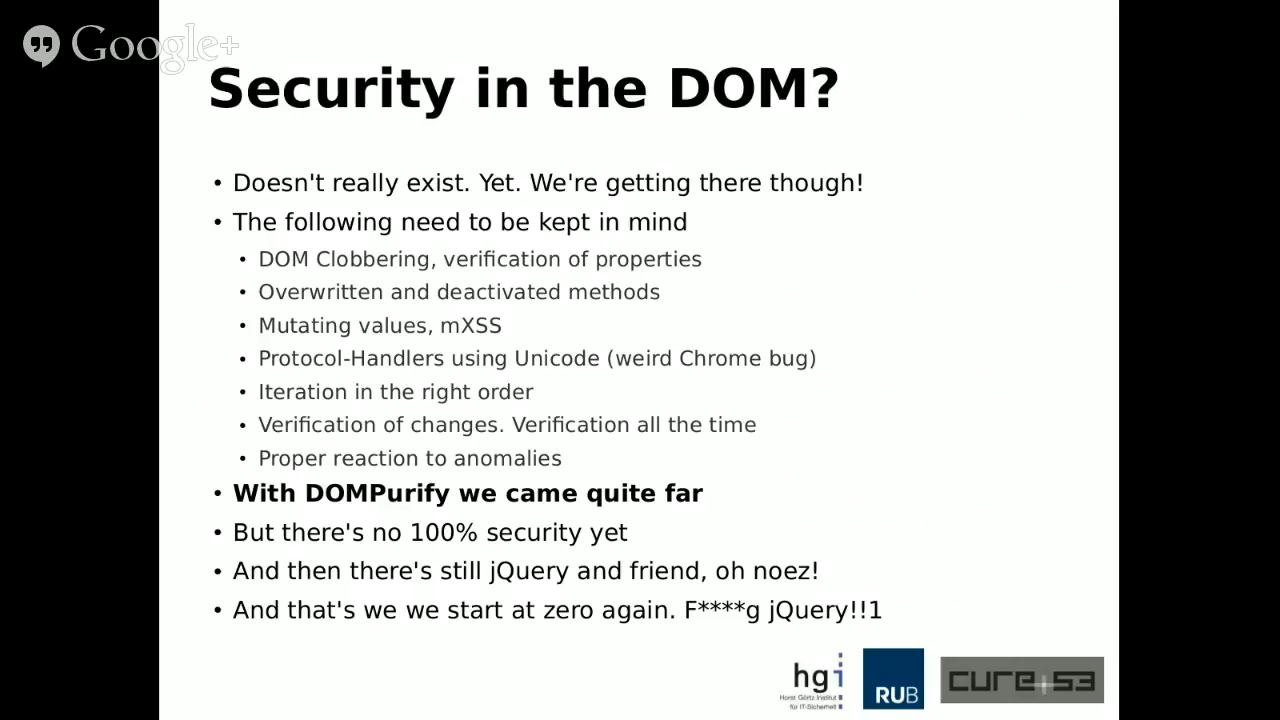 Google+
Security in the DOM?
• Doesn't really exist. Yet. We're getting there though!
• The following need to be kept in mind
• DOM Clobbering, verification of properties
• Overwritten and deactivated methods
• Mutating values, mXSS
• Protocol-Handlers using Unicode (weird Chrome bug)
• Iteration in the right order
• Verification of changes. Verification all the time
• Proper reaction to anomalies
• With DOMPurify we came quite far
• But there's no 100% security yet
• And then there's still jQuery and friend, oh noez!
• And that's we we start at zero again. F****g jQuery!!1
hgi
Horst Görtz Institut
für IT-Sicherheit
RUB
cure+53